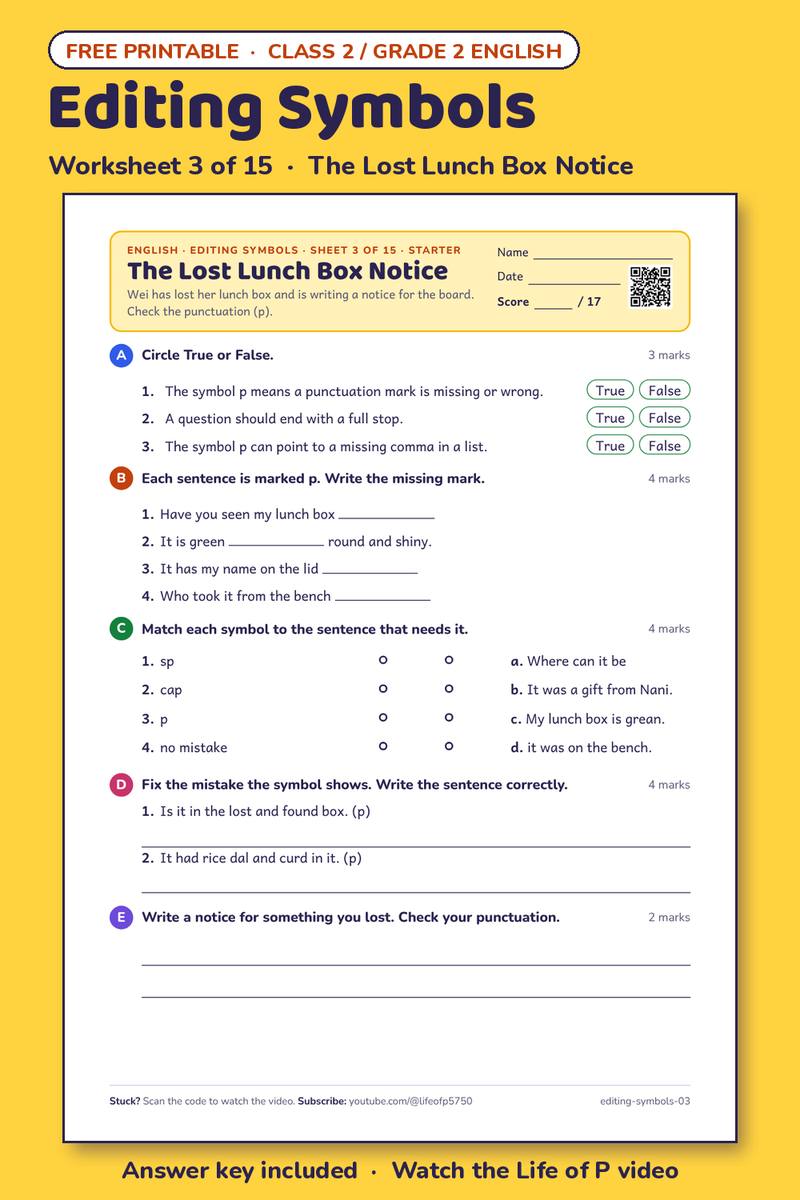 FREE PRINTABLE · CLASS 2 / GRADE 2 ENGLISH
Editing Symbols
Worksheet 3 of 15 · The Lost Lunch Box Notice
ENGLISH · EDITING SYMBOLS · SHEET 3 OF 15 · STARTER
The Lost Lunch Box Notice
Wei has lost her lunch box and is writing a notice for the board.
Check the punctuation (p).
Name
Date
Score / 17
A Circle True or False. 3 marks
1. The symbol p means a punctuation mark is missing or wrong. True False
2. A question should end with a full stop. True False
3. The symbol p can point to a missing comma in a list. True False
B Each sentence is marked p. Write the missing mark. 4 marks
1. Have you seen my lunch box
2. It is green round and shiny.
3. It has my name on the lid
4. Who took it from the bench
C Match each symbol to the sentence that needs it. 4 marks
1. sp a. Where can it be
2. cap b. It was a gift from Nani.
3. p c. My lunch box is grean.
4. no mistake d. it was on the bench.
D Fix the mistake the symbol shows. Write the sentence correctly. 4 marks
1. Is it in the lost and found box. (p)
2. It had rice dal and curd in it. (p)
E Write a notice for something you lost. Check your punctuation. 2 marks
Stuck? Scan the code to watch the video. Subscribe: youtube.com/@lifeofp5750 editing-symbols-03
Answer key included · Watch the Life of P video